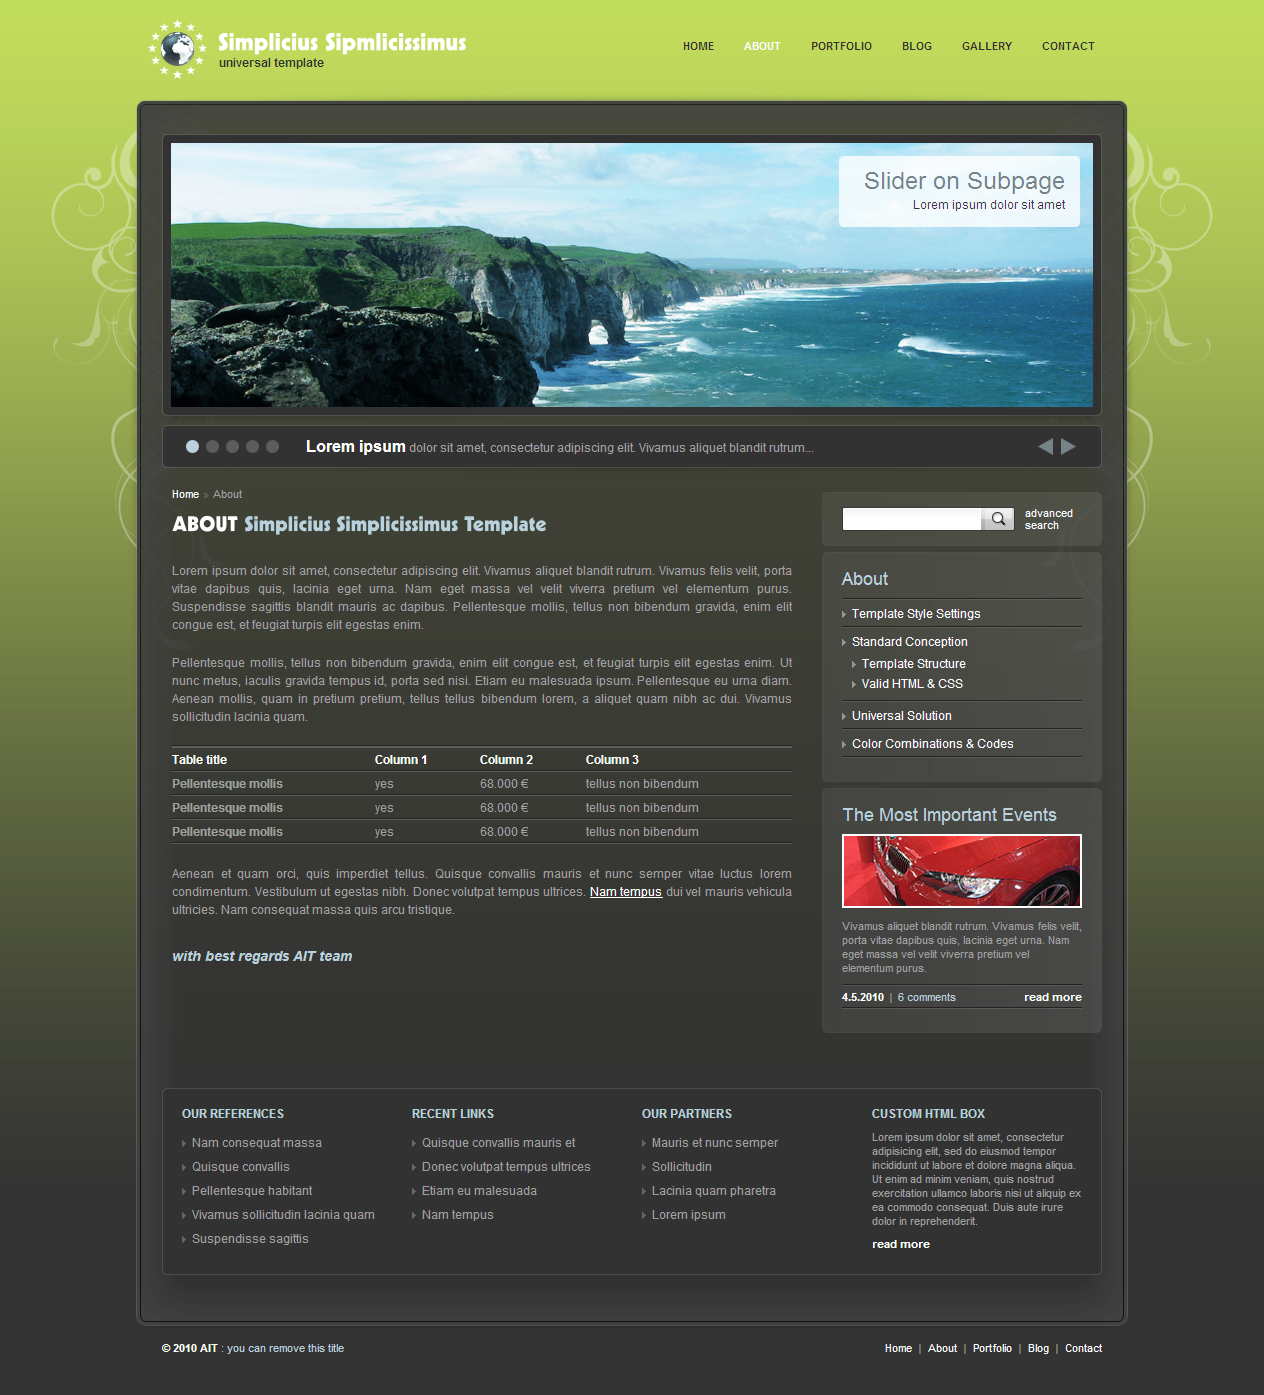 Simplicius Sipmlicissimus
universal template
HOME ABOUT PORTFOLIO BLOG GALLERY CONTACT
Slider on Subpage
Lorem ipsum dolor sit amet
Lorem ipsum dolor sit amet, consectetur adipiscing elit. Vivamus aliquet blandit rutrum...
Home » About
ABOUT Simplicius Simplicissimus Template
Lorem ipsum dolor sit amet, consectetur adipiscing elit. Vivamus aliquet blandit rutrum. Vivamus felis velit, porta
vitae dapibus quis, lacinia eget urna. Nam eget massa vel velit viverra pretium vel elementum purus.
Suspendisse sagittis blandit mauris ac dapibus. Pellentesque mollis, tellus non bibendum gravida, enim elit
congue est, et feugiat turpis elit egestas enim.
Pellentesque mollis, tellus non bibendum gravida, enim elit congue est, et feugiat turpis elit egestas enim. Ut
nunc metus, iaculis gravida tempus id, porta sed nisi. Etiam eu malesuada ipsum. Pellentesque eu urna diam.
Aenean mollis, quam in pretium pretium, tellus tellus bibendum lorem, a aliquet quam nibh ac dui. Vivamus
sollicitudin lacinia quam.
Table title Column 1 Column 2 Column 3
Pellentesque mollis yes 68.000 € tellus non bibendum
Pellentesque mollis yes 68.000 € tellus non bibendum
Pellentesque mollis yes 68.000 € tellus non bibendum
Aenean et quam orci, quis imperdiet tellus. Quisque convallis mauris et nunc semper vitae luctus lorem
condimentum. Vestibulum ut egestas nibh. Donec volutpat tempus ultrices. Nam tempus dui vel mauris vehicula
ultricies. Nam consequat massa quis arcu tristique.
with best regards AIT team
advanced
search
About
Template Style Settings
Standard Conception
Template Structure
Valid HTML & CSS
Universal Solution
Color Combinations & Codes
The Most Important Events
Vivamus aliquet blandit rutrum. Vivamus felis velit,
porta vitae dapibus quis, lacinia eget urna. Nam
eget massa vel velit viverra pretium vel
elementum purus.
4.5.2010 | 6 comments read more
OUR REFERENCES
Nam consequat massa
Quisque convallis
Pellentesque habitant
Vivamus sollicitudin lacinia quam
Suspendisse sagittis
RECENT LINKS
Quisque convallis mauris et
Donec volutpat tempus ultrices
Etiam eu malesuada
Nam tempus
OUR PARTNERS
Mauris et nunc semper
Sollicitudin
Lacinia quam pharetra
Lorem ipsum
CUSTOM HTML BOX
Lorem ipsum dolor sit amet, consectetur
adipisicing elit, sed do eiusmod tempor
incididunt ut labore et dolore magna aliqua.
Ut enim ad minim veniam, quis nostrud
exercitation ullamco laboris nisi ut aliquip ex
ea commodo consequat. Duis aute irure
dolor in reprehenderit.
read more
© 2010 AIT : you can remove this title
Home | About | Portfolio | Blog | Contact